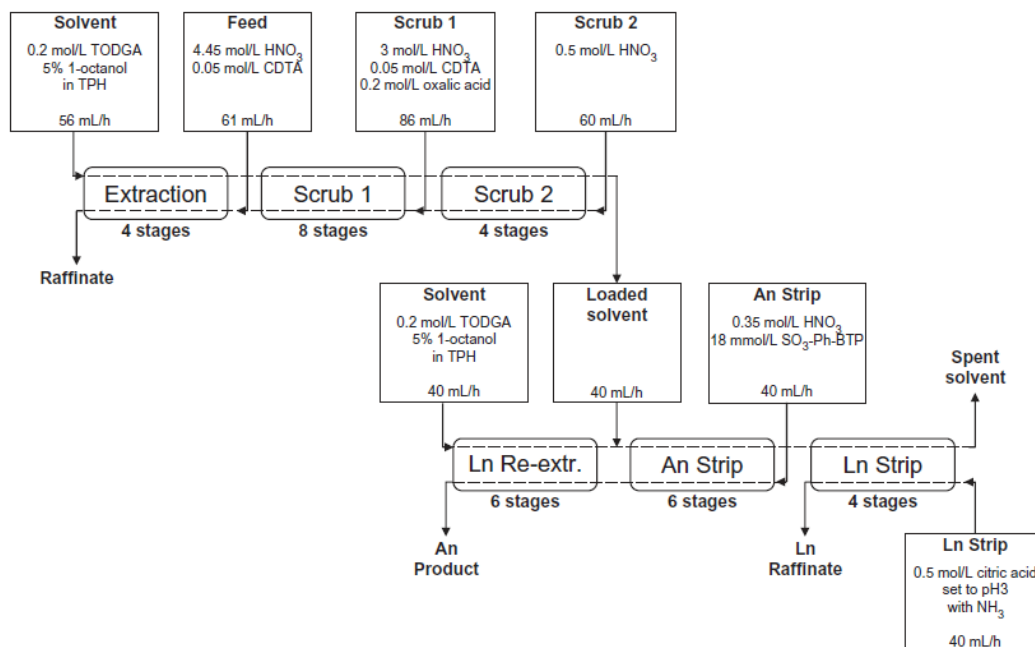 Solvent
0.2 mol/L TODGA
5% 1-octanol
in TPH
56 mL/h
Feed
4.45 mol/L HNO3
0.05 mol/L CDTA
61 mL/h
Scrub 1
3 mol/L HNO3
0.05 mol/L CDTA
0.2 mol/L oxalic acid
86 mL/h
Scrub 2
0.5 mol/L HNO3
60 mL/h
Extraction
4 stages
Scrub 1
8 stages
Scrub 2
4 stages
Raffinate
Solvent
0.2 mol/L TODGA
5% 1-octanol
in TPH
40 mL/h
Loaded
solvent
40 mL/h
An Strip
0.35 mol/L HNO3
18 mmol/L SO3-Ph-BTP
40 mL/h
Spent
solvent
Ln Re-extr.
6 stages
An Strip
6 stages
Ln Strip
4 stages
An
Product
Ln
Raffinate
Ln Strip
0.5 mol/L citric acid
set to pH3
with NH3
40 mL/h